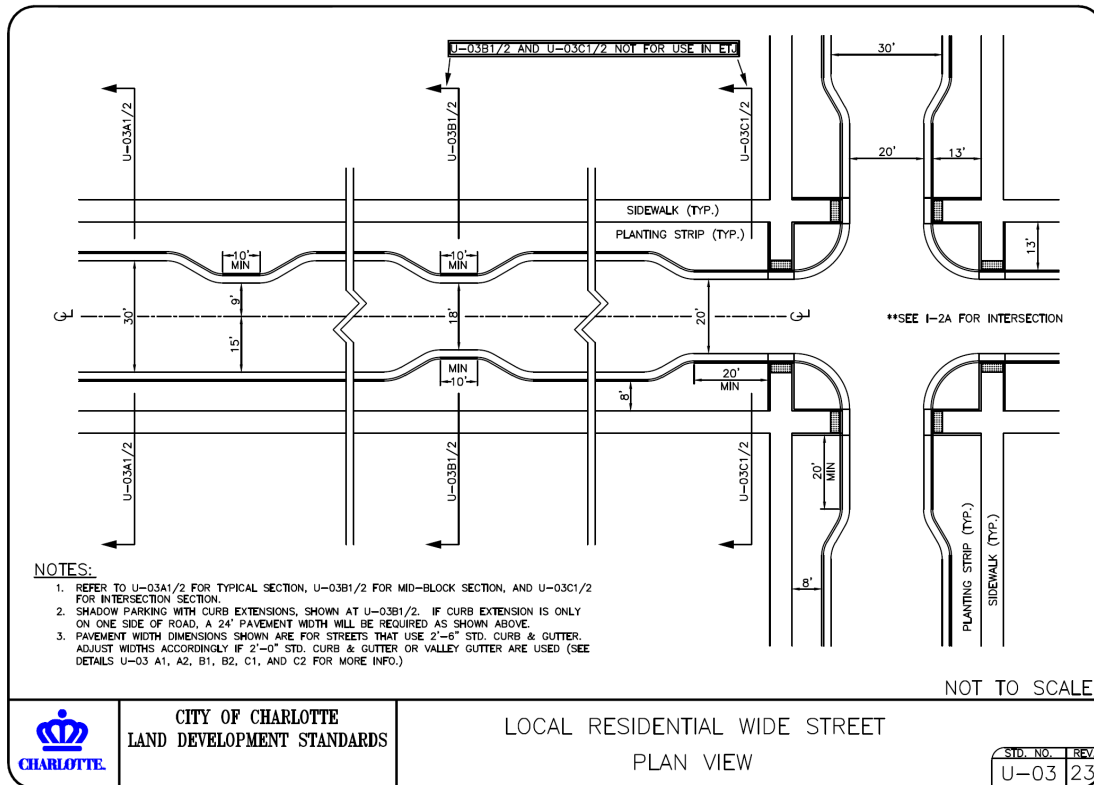 U-03B1/2 AND U-03C1/2 NOT FOR USE IN ETJ
30'
U-03A1/2
U-03B1/2
U-03C1/2
20'
13'
SIDEWALK (TYP.)
PLANTING STRIP (TYP.)
13'
10'
MIN
10'
MIN
9'
30'
15'
18'
20'
℄
℄
**SEE I-2A FOR INTERSECTION
MIN
10'
20'
MIN
8'
U-03A1/2
U-03B1/2
U-03C1/2
20'
MIN
8'
PLANTING STRIP (TYP.)
SIDEWALK (TYP.)
NOTES:
1. REFER TO U-03A1/2 FOR TYPICAL SECTION, U-03B1/2 FOR MID-BLOCK SECTION, AND U-03C1/2
FOR INTERSECTION SECTION.
2. SHADOW PARKING WITH CURB EXTENSIONS, SHOWN AT U-03B1/2. IF CURB EXTENSION IS ONLY
ON ONE SIDE OF ROAD, A 24' PAVEMENT WIDTH WILL BE REQUIRED AS SHOWN ABOVE.
3. PAVEMENT WIDTH DIMENSIONS SHOWN ARE FOR STREETS THAT USE 2'-6" STD. CURB & GUTTER.
ADJUST WIDTHS ACCORDINGLY IF 2'-0" STD. CURB & GUTTER OR VALLEY GUTTER ARE USED (SEE
DETAILS U-03 A1, A2, B1, B2, C1, AND C2 FOR MORE INFO.)
NOT TO SCALE
CHARLOTTE.
CITY OF CHARLOTTE
LAND DEVELOPMENT STANDARDS
LOCAL RESIDENTIAL WIDE STREET
PLAN VIEW
STD. NO. REV.
U-03 23